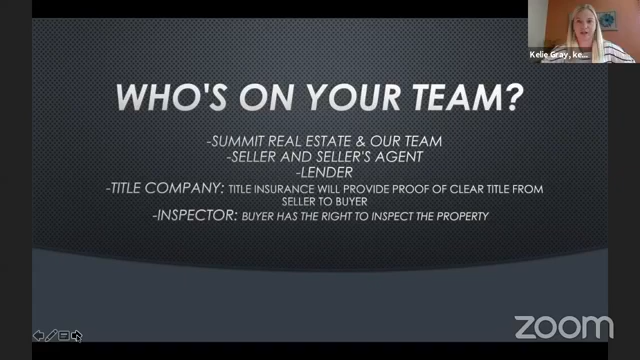 Kelie Gray, ke...
WHO'S ON YOUR TEAM?
-SUMMIT REAL ESTATE & OUR TEAM
-SELLER AND SELLER'S AGENT
-LENDER
-TITLE COMPANY: TITLE INSURANCE WILL PROVIDE PROOF OF CLEAR TITLE FROM
SELLER TO BUYER
-INSPECTOR: BUYER HAS THE RIGHT TO INSPECT THE PROPERTY
zoom